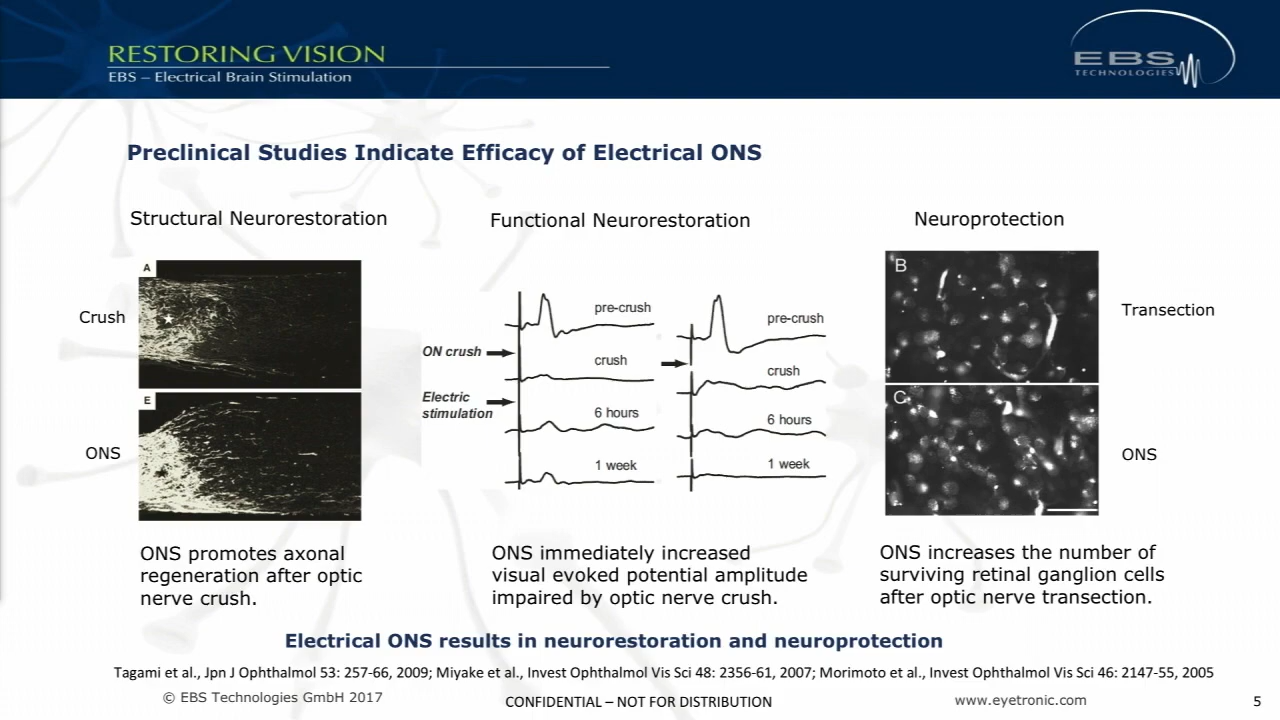 RESTORING VISION
EBS – Electrical Brain Stimulation
EBS
TECHNOLOGIES
Preclinical Studies Indicate Efficacy of Electrical ONS
Structural Neurorestoration
Functional Neurorestoration
Neuroprotection
A
Crush
E
ONS
pre-crush
ON crush
crush
Electric
stimulation
6 hours
1 week
pre-crush
crush
6 hours
1 week
B
Transection
C
ONS
ONS promotes axonal
regeneration after optic
nerve crush.
ONS immediately increased
visual evoked potential amplitude
impaired by optic nerve crush.
ONS increases the number of
surviving retinal ganglion cells
after optic nerve transection.
Electrical ONS results in neurorestoration and neuroprotection
Tagami et al., Jpn J Ophthalmol 53: 257-66, 2009; Miyake et al., Invest Ophthalmol Vis Sci 48: 2356-61, 2007; Morimoto et al., Invest Ophthalmol Vis Sci 46: 2147-55, 2005
© EBS Technologies GmbH 2017
CONFIDENTIAL – NOT FOR DISTRIBUTION
www.eyetronic.com
5